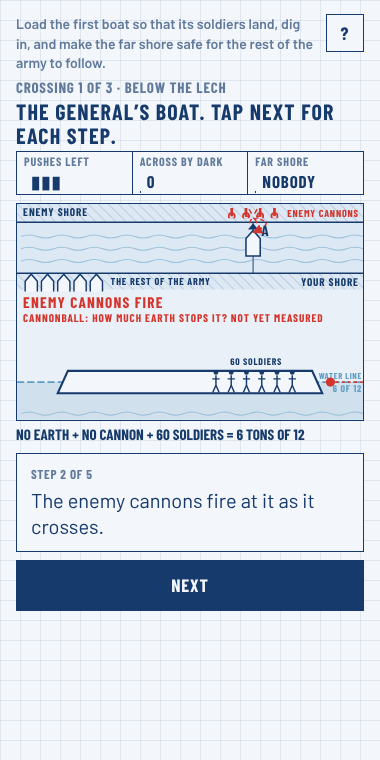 Load the first boat so that its soldiers land, dig
in, and make the far shore safe for the rest of the
army to follow.
?
CROSSING 1 OF 3 · BELOW THE LECH
THE GENERAL'S BOAT. TAP NEXT FOR
EACH STEP.
PUSHES LEFT
ACROSS BY DARK
0
FAR SHORE
NOBODY
ENEMY SHORE
ENEMY CANNONS
THE REST OF THE ARMY
YOUR SHORE
ENEMY CANNONS FIRE
CANNONBALL: HOW MUCH EARTH STOPS IT? NOT YET MEASURED
60 SOLDIERS
WATER LINE
6 OF 12
NO EARTH + NO CANNON + 60 SOLDIERS = 6 TONS OF 12
STEP 2 OF 5
The enemy cannons fire at it as it
crosses.
NEXT